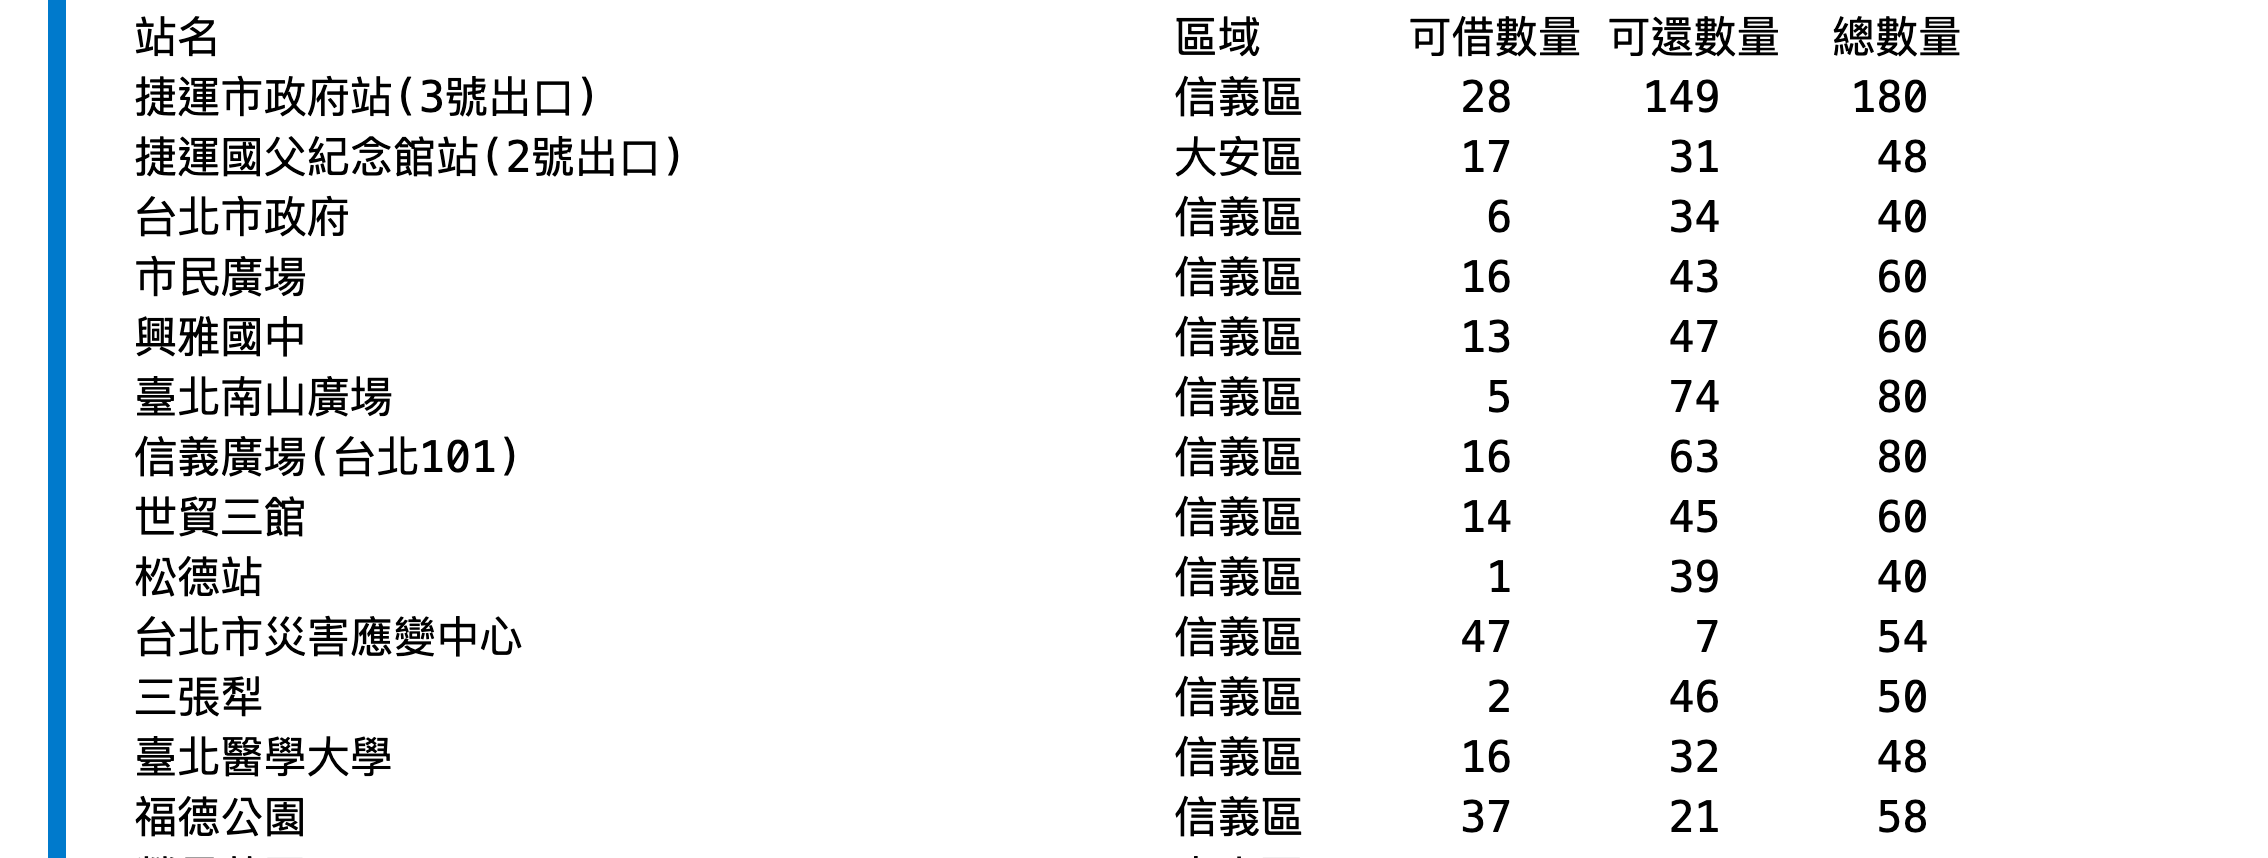 站名 區域 可借數量 可還數量 總數量
捷運市政府站(3號出口) 信義區 28 149 180
捷運國父紀念館站(2號出口) 大安區 17 31 48
台北市政府 信義區 6 34 40
市民廣場 信義區 16 43 60
興雅國中 信義區 13 47 60
臺北南山廣場 信義區 5 74 80
信義廣場(台北101) 信義區 16 63 80
世貿三館 信義區 14 45 60
松德站 信義區 1 39 40
台北市災害應變中心 信義區 47 7 54
三張犁 信義區 2 46 50
臺北醫學大學 信義區 16 32 48
福德公園 信義區 37 21 58